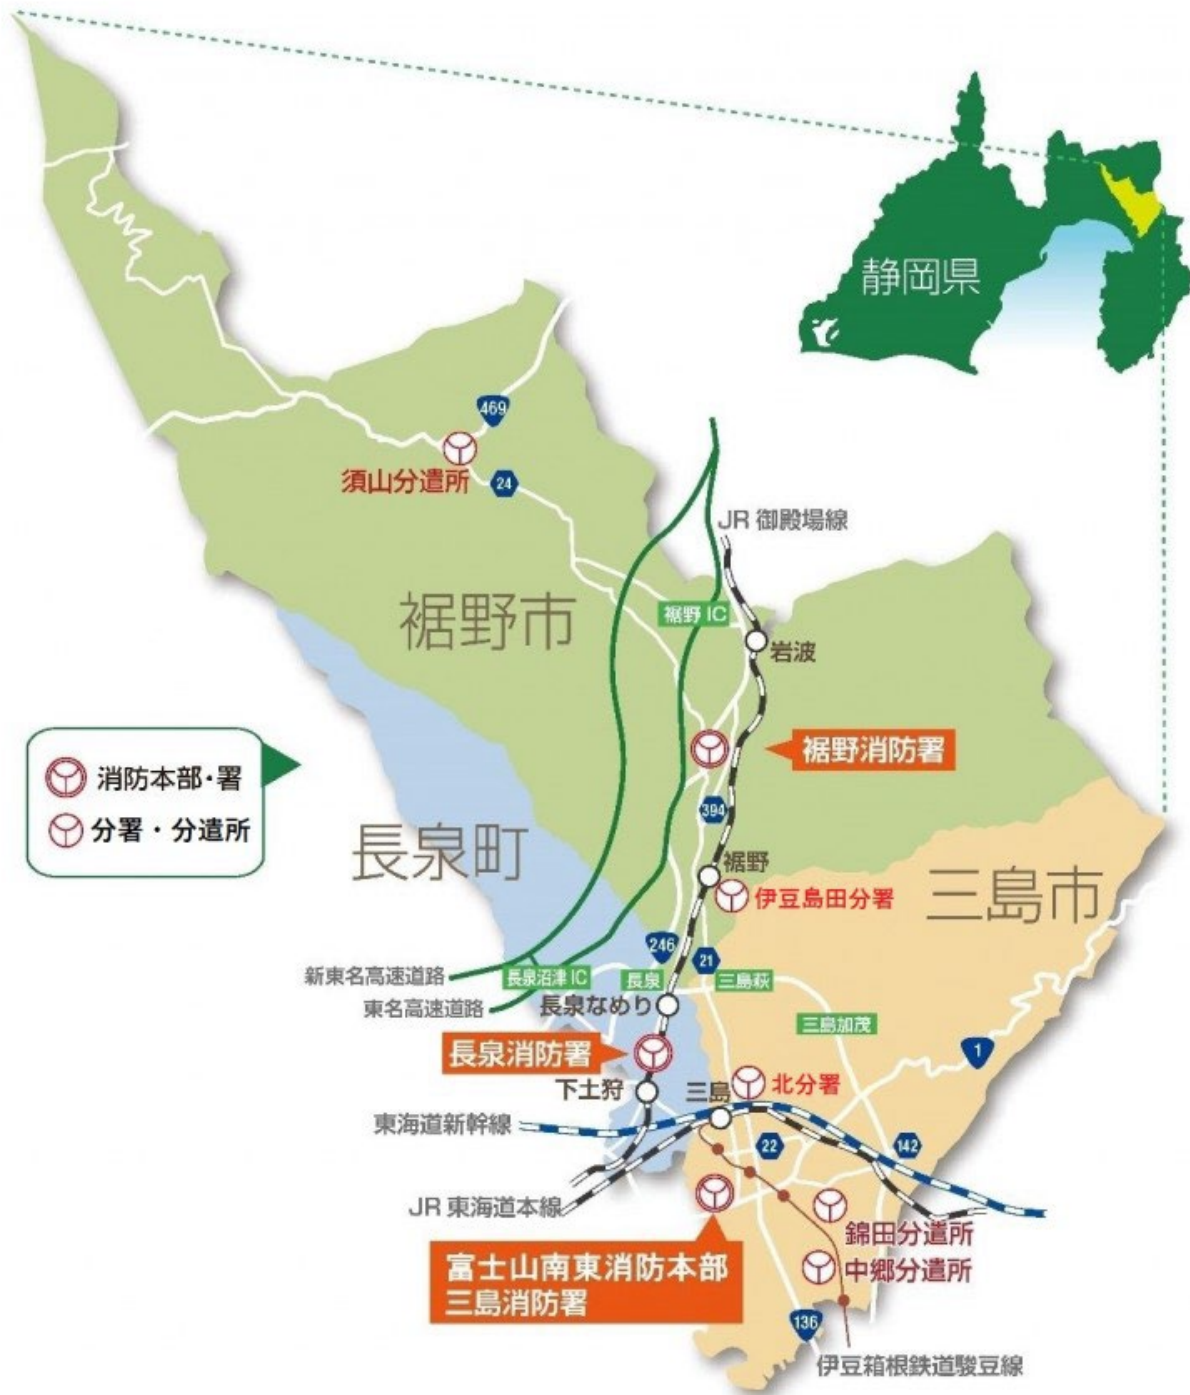 静岡県
469
須山分遣所
24
JR 御殿場線
裾野市
裾野 IC
岩波
消防本部・署
分署・分遣所
裾野消防署
394
長泉町
裾野
伊豆島田分署
三島市
246
21
新東名高速道路
長泉沼津 IC
長泉
三島萩
東名高速道路
長泉なめり
三島加茂
長泉消防署
1
下土狩
三島
北分署
東海道新幹線
22
142
JR 東海道本線
錦田分遣所
富士山南東消防本部
三島消防署
中郷分遣所
136
伊豆箱根鉄道駿豆線